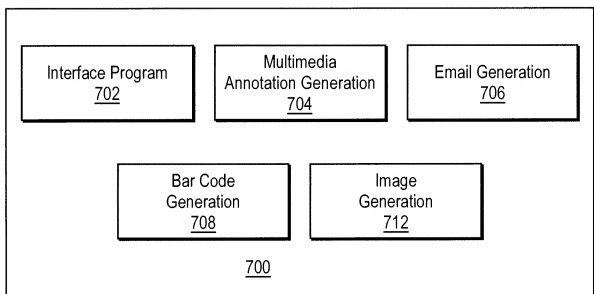 Interface Program
702
Multimedia
Annotation Generation
704
Email Generation
706
Bar Code
Generation
708
Image
Generation
712
700